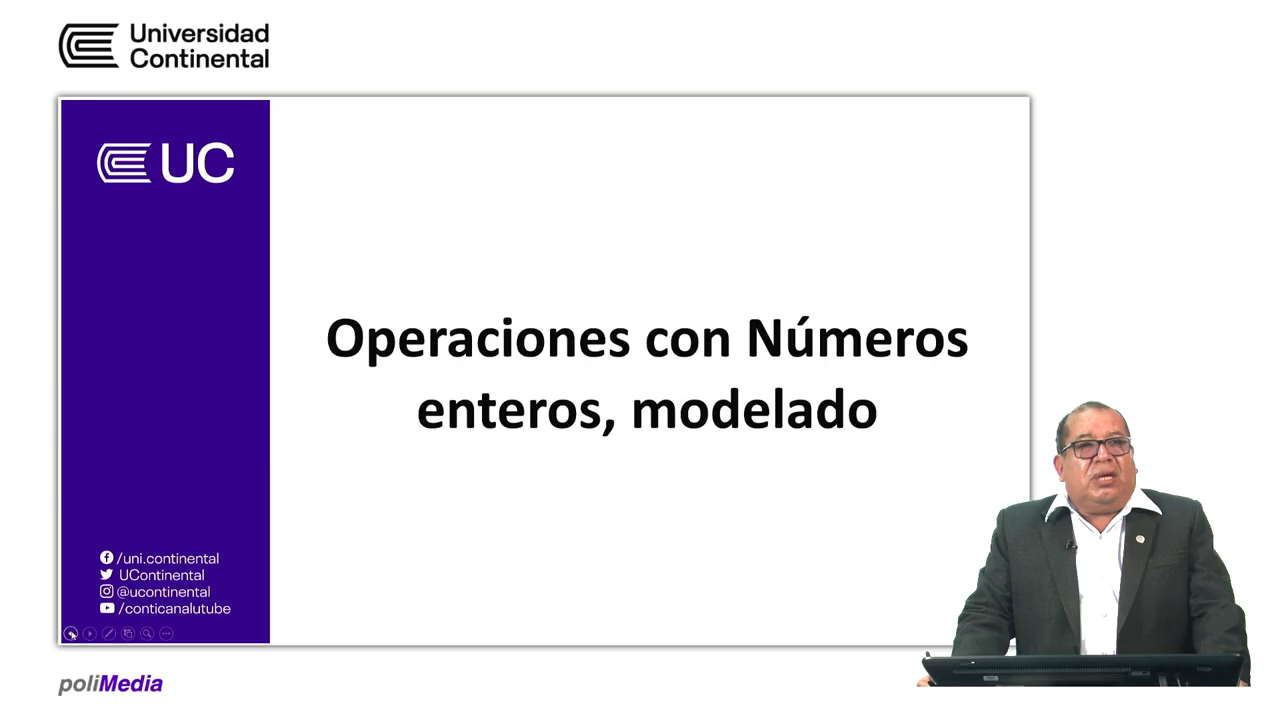 Universidad
Continental
UC
Operaciones con Números
enteros, modelado
/uni.continental
UContinental
@ucontinental
/conticanalutube
poliMedia